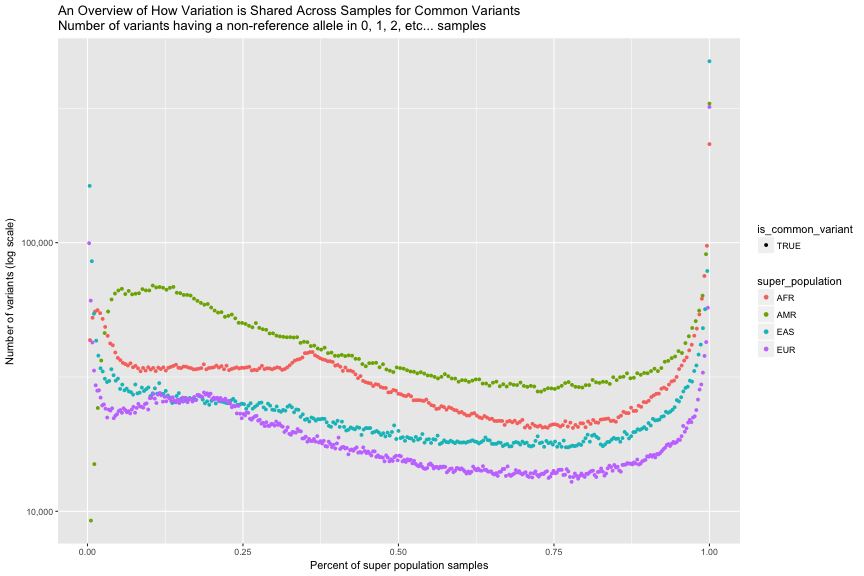 An Overview of How Variation is Shared Across Samples for Common Variants
Number of variants having a non-reference allele in 0, 1, 2, etc... samples
Number of variants (log scale)
100,000
10,000
0.00
0.25
0.50
0.75
1.00
Percent of super population samples
is_common_variant
TRUE
super_population
AFR
AMR
EAS
EUR